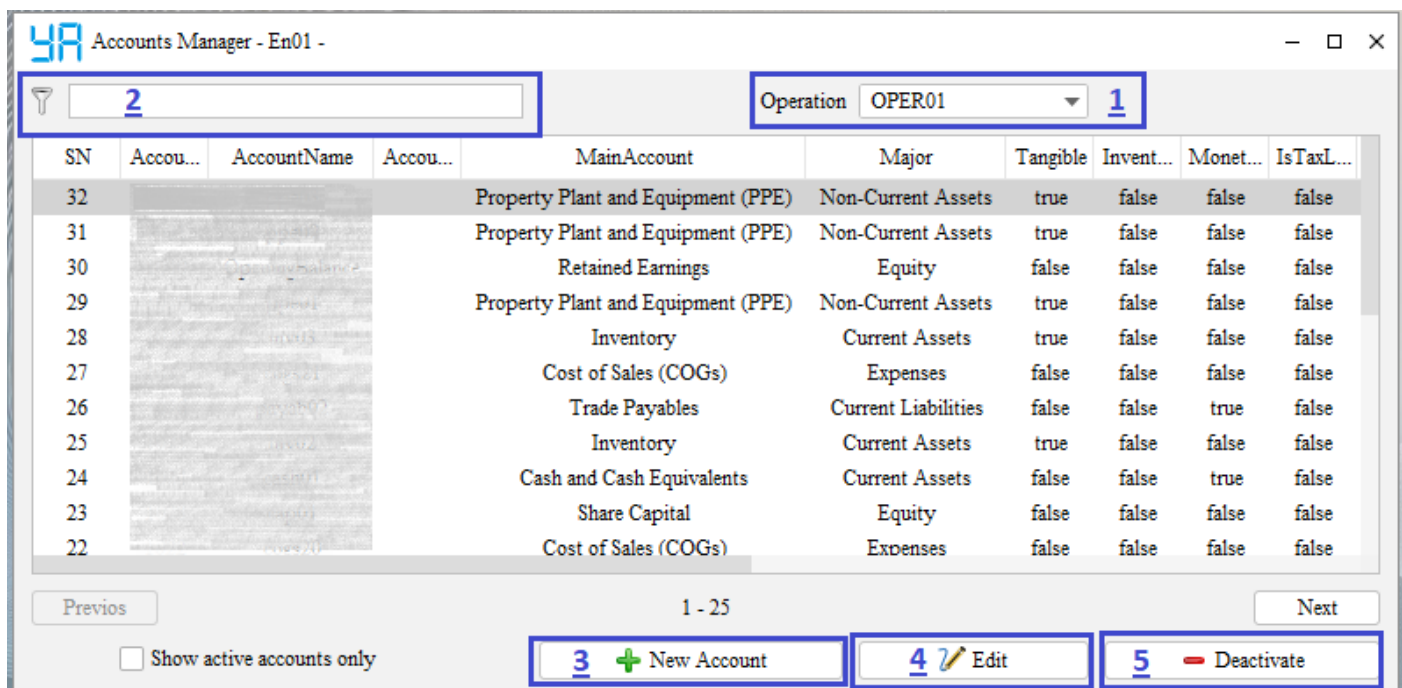 YA Accounts Manager - En01 -
2 Operation OPER01 1
SN Accou... AccountName Accou... MainAccount Major Tangible Invent... Monet... IsTaxL...
32 Property Plant and Equipment (PPE) Non-Current Assets true false false false
31 Property Plant and Equipment (PPE) Non-Current Assets true false false false
30 Retained Earnings Equity false false false false
29 Property Plant and Equipment (PPE) Non-Current Assets true false false false
28 Inventory Current Assets true false false false
27 Cost of Sales (COGs) Expenses false false false false
26 Trade Payables Current Liabilities false false true false
25 Inventory Current Assets true false false false
24 Cash and Cash Equivalents Current Assets false false true false
23 Share Capital Equity false false false false
22 Cost of Sales (COGs) Expenses false false false false
Previos 1 - 25 Next
Show active accounts only 3 New Account 4 Edit 5 Deactivate